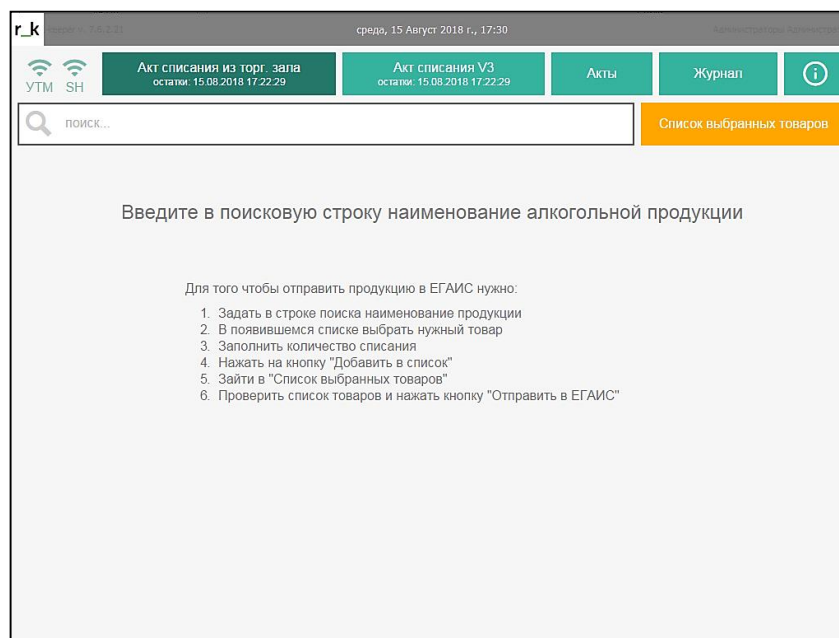 r_k
среда, 15 Август 2018 г., 17:30
УТМ SH
Акт списания из торг. зала
остатки: 15.08.2018 17:22:29
Акт списания V3
остатки: 15.08.2018 17:22:29
Акты
Журнал
i
поиск...
Список выбранных товаров
Введите в поисковую строку наименование алкогольной продукции
Для того чтобы отправить продукцию в ЕГАИС нужно:
1. Задать в строке поиска наименование продукции
2. В появившемся списке выбрать нужный товар
3. Заполнить количество списания
4. Нажать на кнопку "Добавить в список"
5. Зайти в "Список выбранных товаров"
6. Проверить список товаров и нажать кнопку "Отправить в ЕГАИС"